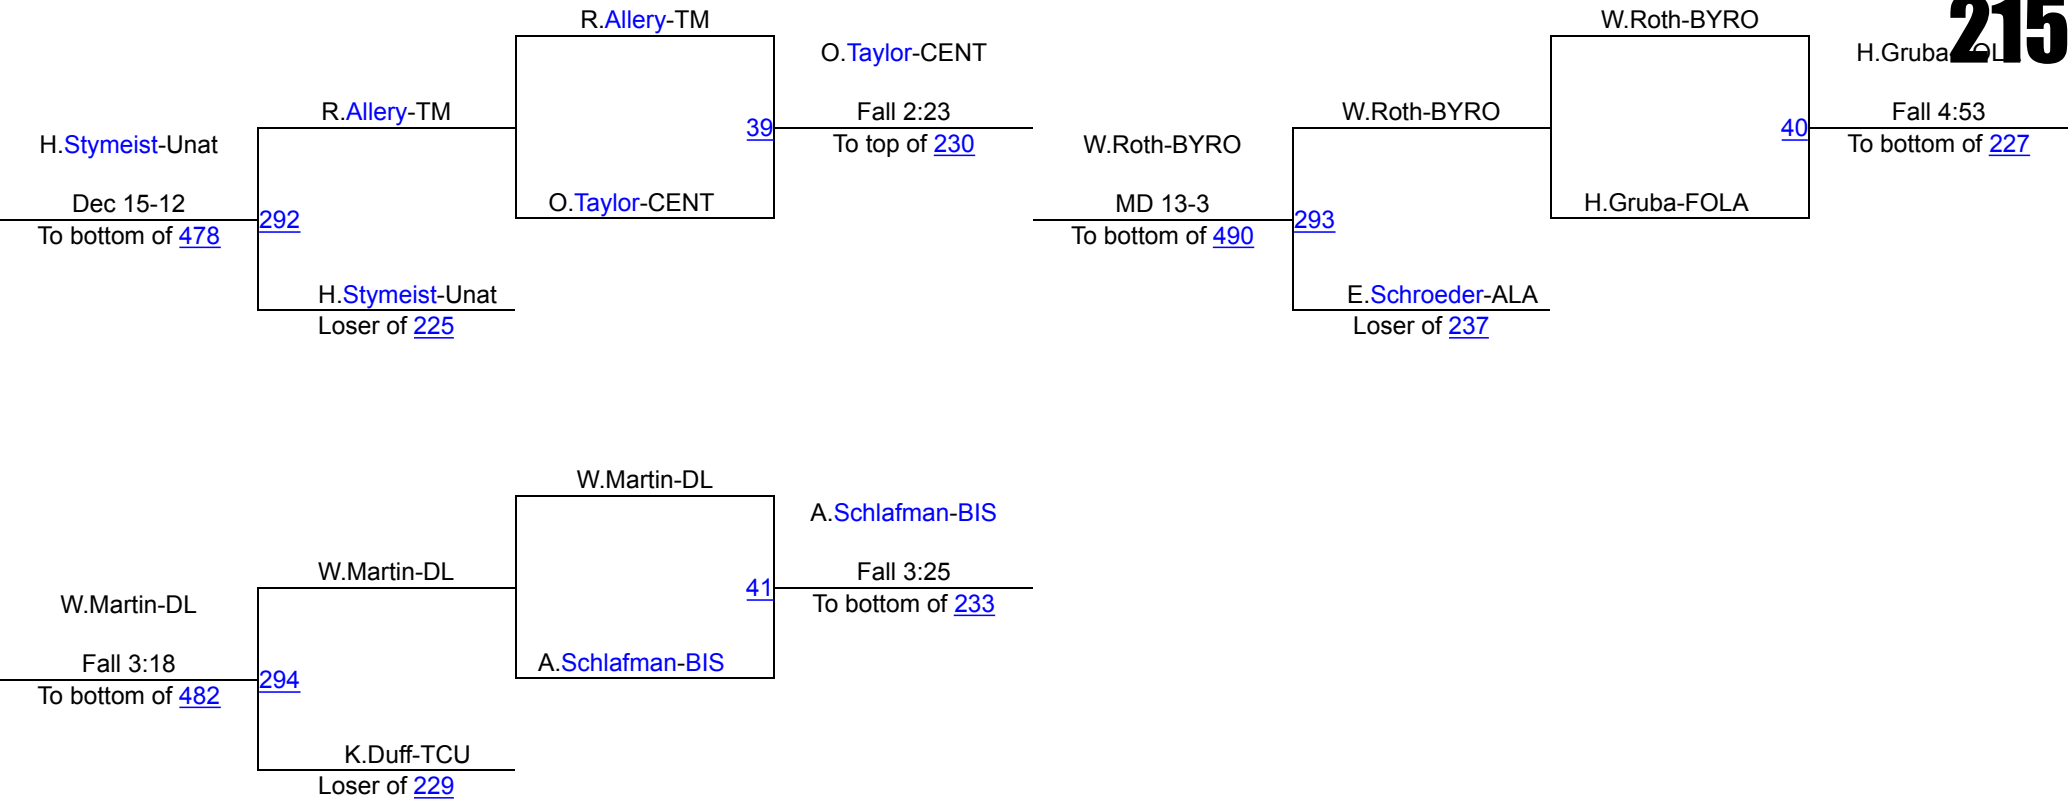 215
R.Allery-TM
O.Taylor-CENT
R.Allery-TM
Fall 2:23
39
To top of 230
H.Stymeist-Unat
O.Taylor-CENT
Dec 15-12
292
To bottom of 478
H.Stymeist-Unat
Loser of 225
W.Roth-BYRO
H.Gruba
W.Roth-BYRO
Fall 4:53
40
To bottom of 227
W.Roth-BYRO
H.Gruba-FOLA
MD 13-3
293
To bottom of 490
E.Schroeder-ALA
Loser of 237
W.Martin-DL
A.Schlafman-BIS
W.Martin-DL
Fall 3:25
41
To bottom of 233
W.Martin-DL
A.Schlafman-BIS
Fall 3:18
294
To bottom of 482
K.Duff-TCU
Loser of 229